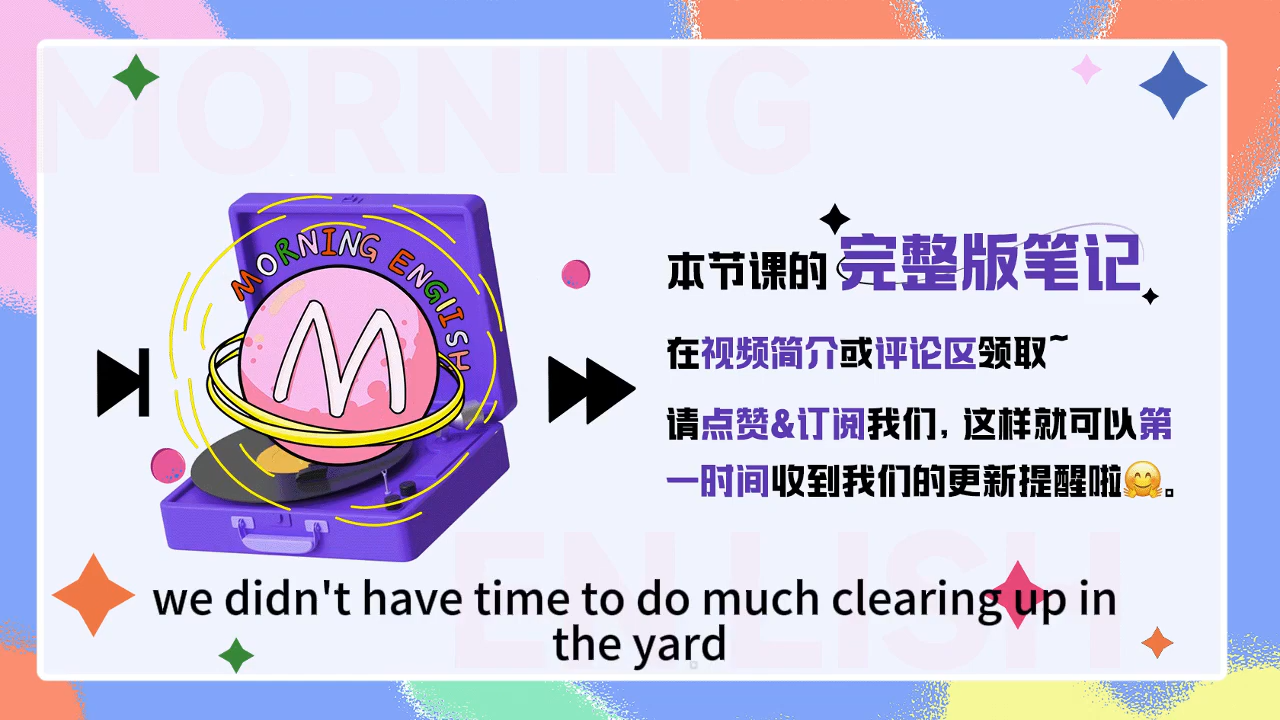 MORNING
MORNING ENGlISH
M
本节课的 完整版笔记
在视频简介或评论区领取~
请点赞&订阅我们, 这样就可以第
一时间收到我们的更新提醒啦🤗。
we didn't have time to do much clearing up in
the yard